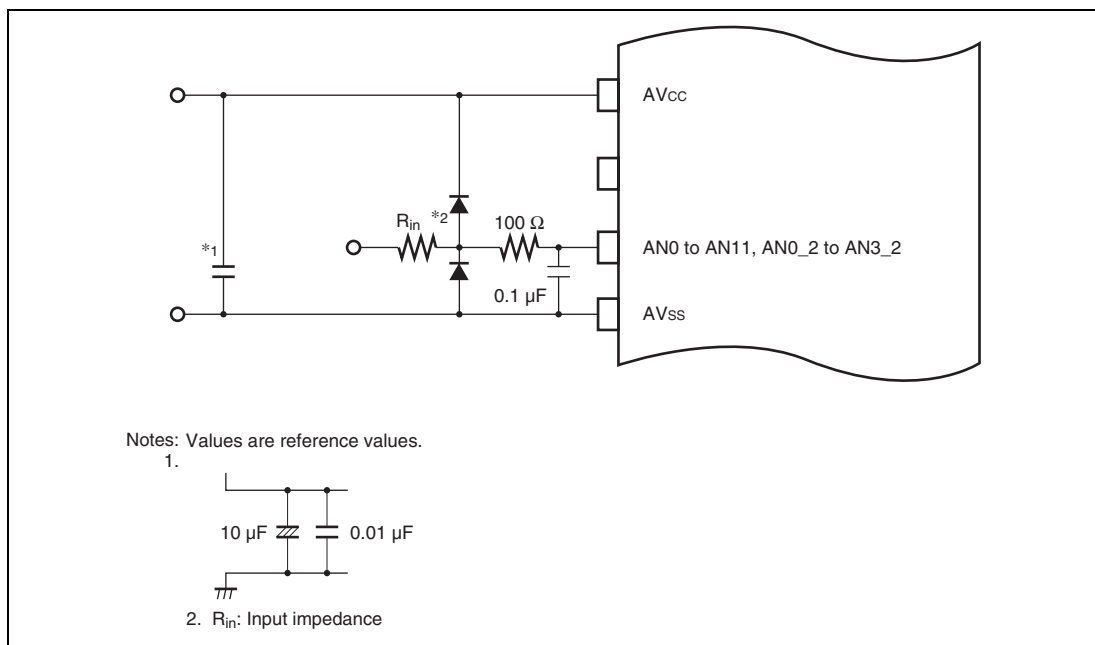 AVCC
Rin
*2
100 Ω
*1
AN0 to AN11, AN0_2 to AN3_2
0.1 µF
AVSS
Notes: Values are reference values.
1.
10 µF
0.01 µF
2. Rin: Input impedance